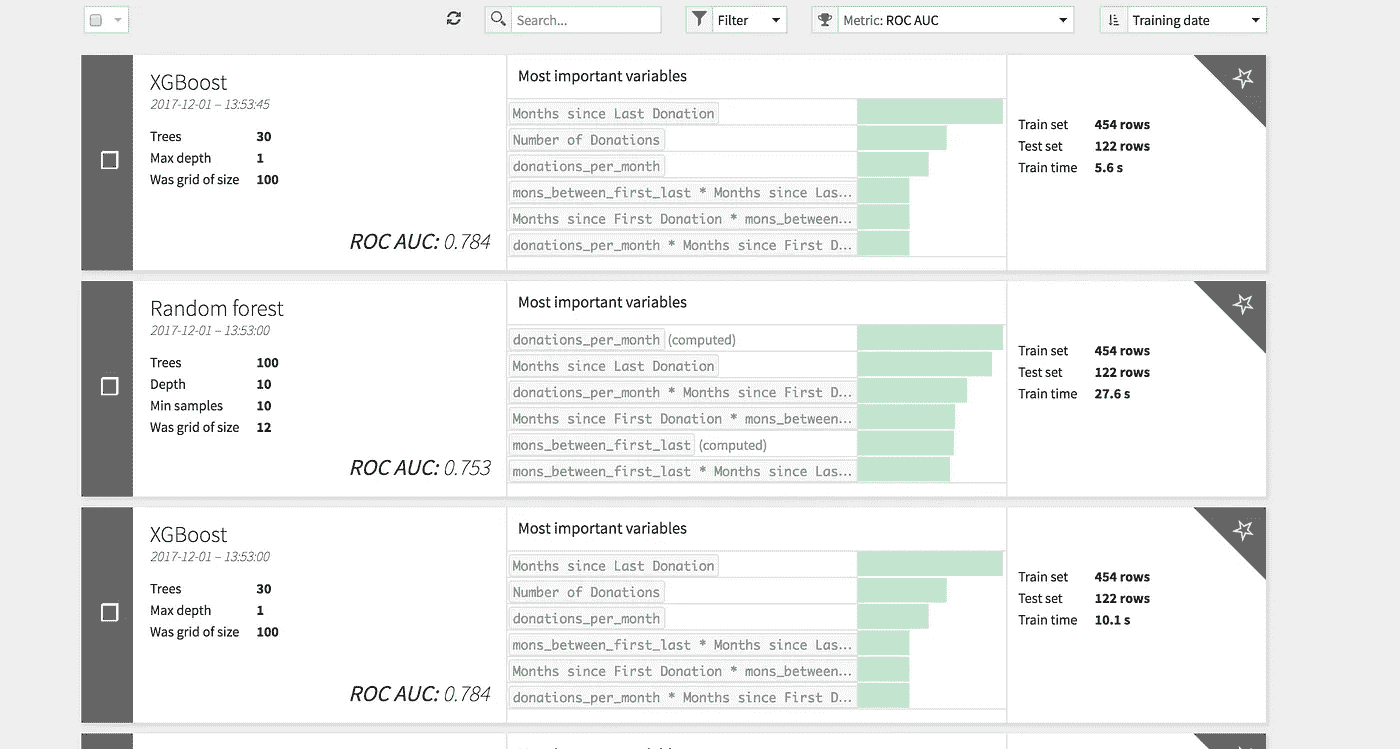 Search... Filter Metric: ROC AUC Training date
XGBoost
2017-12-01 – 13:53:45
Trees 30
Max depth 1
Was grid of size 100
ROC AUC: 0.784
Most important variables
Months since Last Donation
Number of Donations
donations_per_month
mons_between_first_last * Months since Las...
Months since First Donation * mons_between...
donations_per_month * Months since First D...
Train set 454 rows
Test set 122 rows
Train time 5.6 s
Random forest
2017-12-01 – 13:53:00
Trees 100
Depth 10
Min samples 10
Was grid of size 12
ROC AUC: 0.753
Most important variables
donations_per_month (computed)
Months since Last Donation
donations_per_month * Months since First D...
Months since First Donation * mons_between...
mons_between_first_last (computed)
mons_between_first_last * Months since Las...
Train set 454 rows
Test set 122 rows
Train time 27.6 s
XGBoost
2017-12-01 – 13:53:00
Trees 30
Max depth 1
Was grid of size 100
ROC AUC: 0.784
Most important variables
Months since Last Donation
Number of Donations
donations_per_month
mons_between_first_last * Months since Las...
Months since First Donation * mons_between...
donations_per_month * Months since First D...
Train set 454 rows
Test set 122 rows
Train time 10.1 s